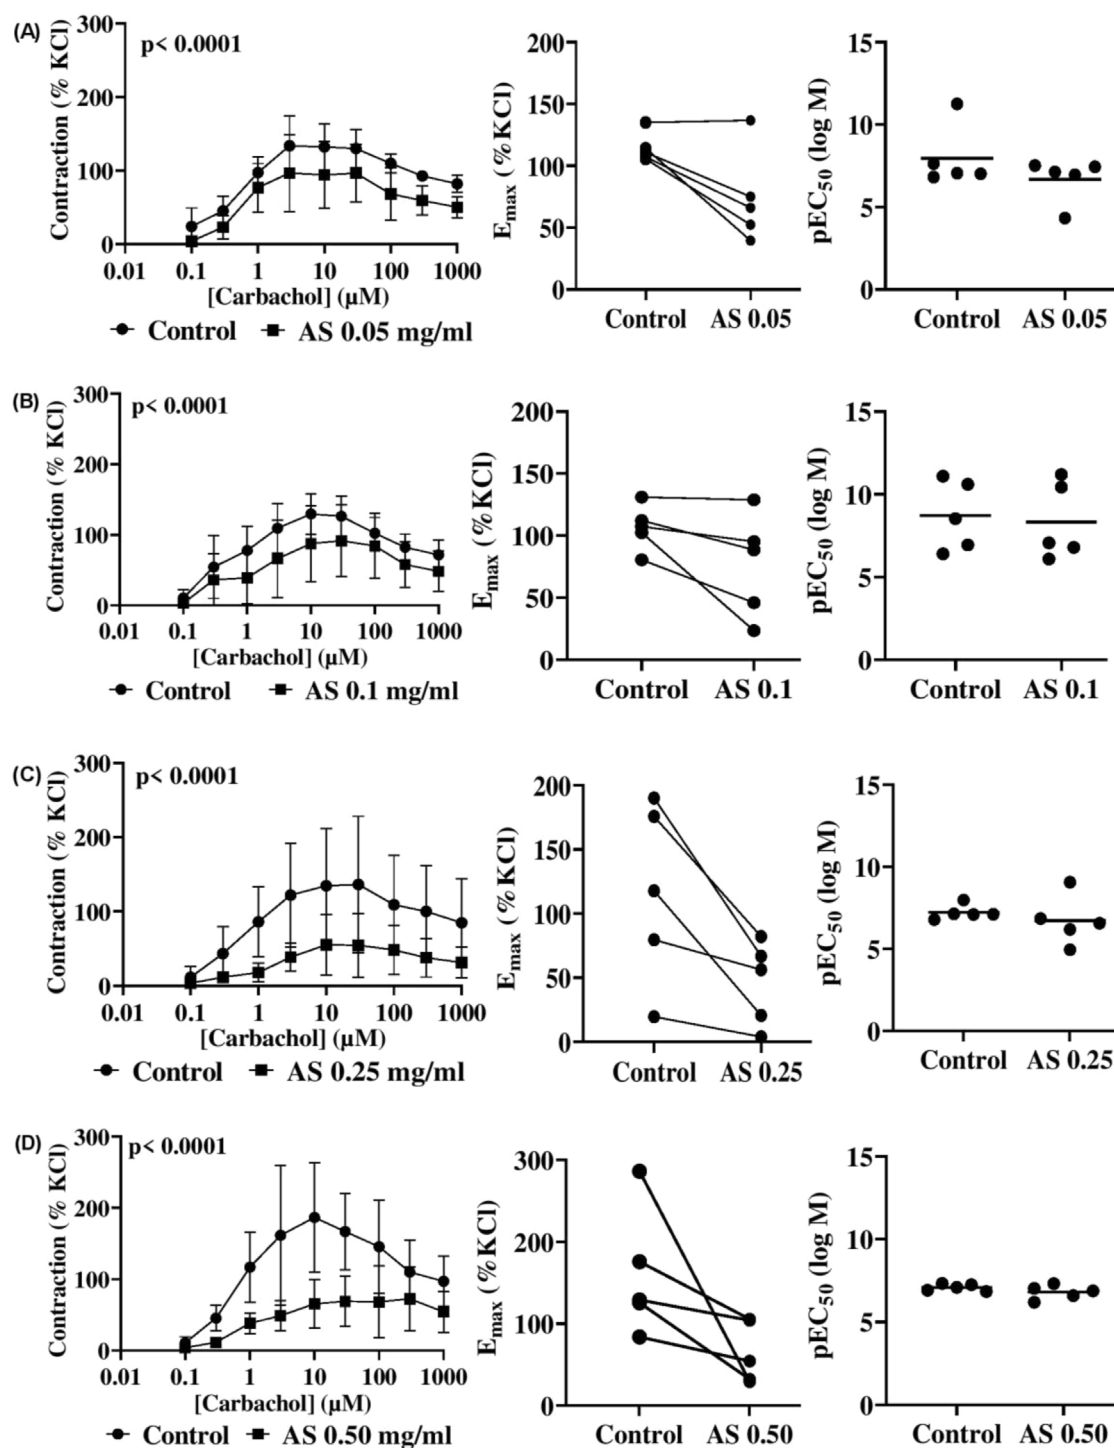 (A)
p< 0.0001
Contraction (% KCl)
300
200
100
0
0.01 0.1 1 10 100 1000
[Carbachol] (µM)
Control AS 0.05 mg/ml
Emax (%KCl)
200
150
100
50
0
Control AS 0.05
pEC50 (log M)
15
10
5
0
Control AS 0.05
(B)
p< 0.0001
Contraction (% KCl)
300
200
100
0
0.01 0.1 1 10 100 1000
[Carbachol] (µM)
Control AS 0.1 mg/ml
Emax (%KCl)
200
150
100
50
0
Control AS 0.1
pEC50 (log M)
15
10
5
0
Control AS 0.1
(C)
p< 0.0001
Contraction (% KCl)
300
200
100
0
0.01 0.1 1 10 100 1000
[Carbachol] (µM)
Control AS 0.25 mg/ml
Emax (%KCl)
200
150
100
50
0
Control AS 0.25
pEC50 (log M)
15
10
5
0
Control AS 0.25
(D)
p< 0.0001
Contraction (% KCl)
300
200
100
0
0.01 0.1 1 10 100 1000
[Carbachol] (µM)
Control AS 0.50 mg/ml
Emax (%KCl)
300
200
100
0
Control AS 0.50
pEC50 (log M)
15
10
5
0
Control AS 0.50